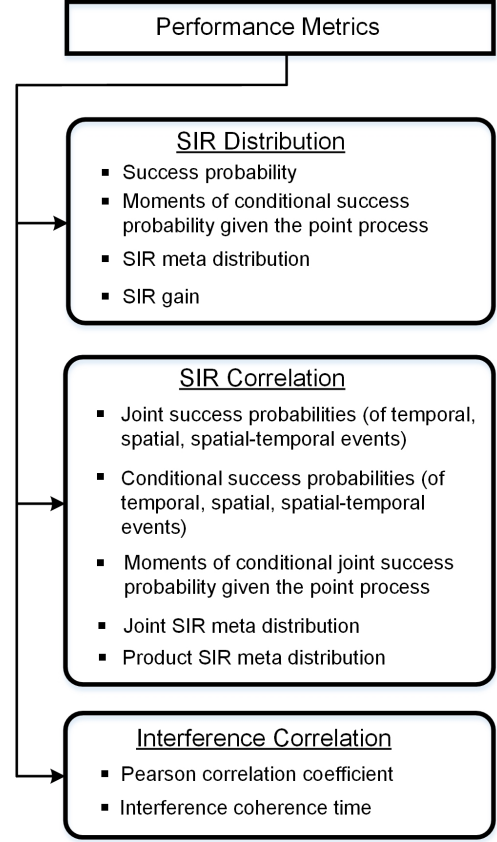 Performance Metrics
SIR Distribution
▪ Success probability
▪ Moments of conditional success
probability given the point process
▪ SIR meta distribution
▪ SIR gain
SIR Correlation
▪ Joint success probabilities (of temporal,
spatial, spatial-temporal events)
▪ Conditional success probabilities (of
temporal, spatial, spatial-temporal
events)
▪ Moments of conditional joint success
probability given the point process
▪ Joint SIR meta distribution
▪ Product SIR meta distribution
Interference Correlation
▪ Pearson correlation coefficient
▪ Interference coherence time